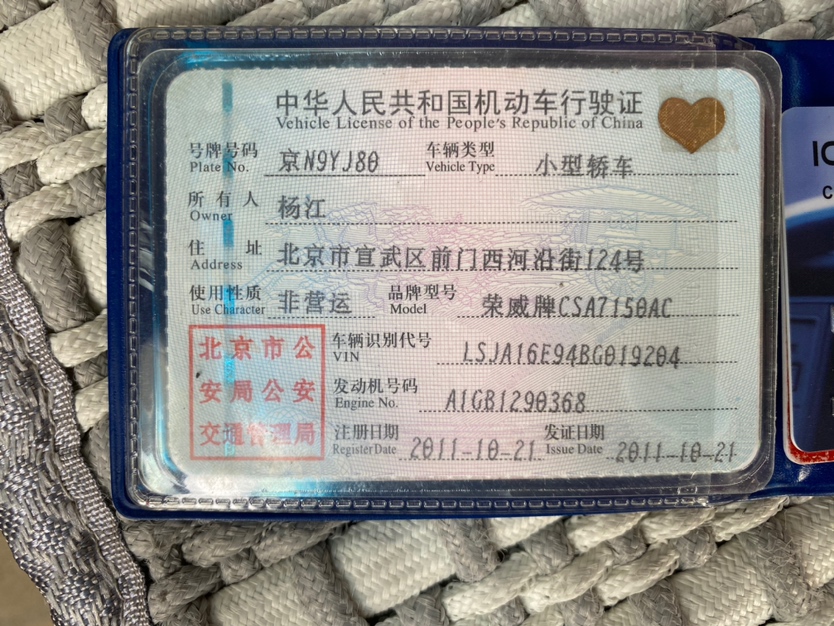 中华人民共和国机动车行驶证
Vehicle License of the People's Republic of China
号牌号码 京N9YJ80 车辆类型 小型轿车
Plate No. Vehicle Type
所有人 杨江
Owner
住址 北京市宣武区前门西河沿街124号
Address
使用性质 非营运 品牌型号 荣威牌CSA7150AC
Use Character Model
北京市公
安局公安
交通管理局
车辆识别代号 LSJA16E94BG019204
VIN
发动机号码 A1GB1290368
Engine No.
注册日期 2011-10-21 发证日期 2011-10-21
Register Date Issue Date